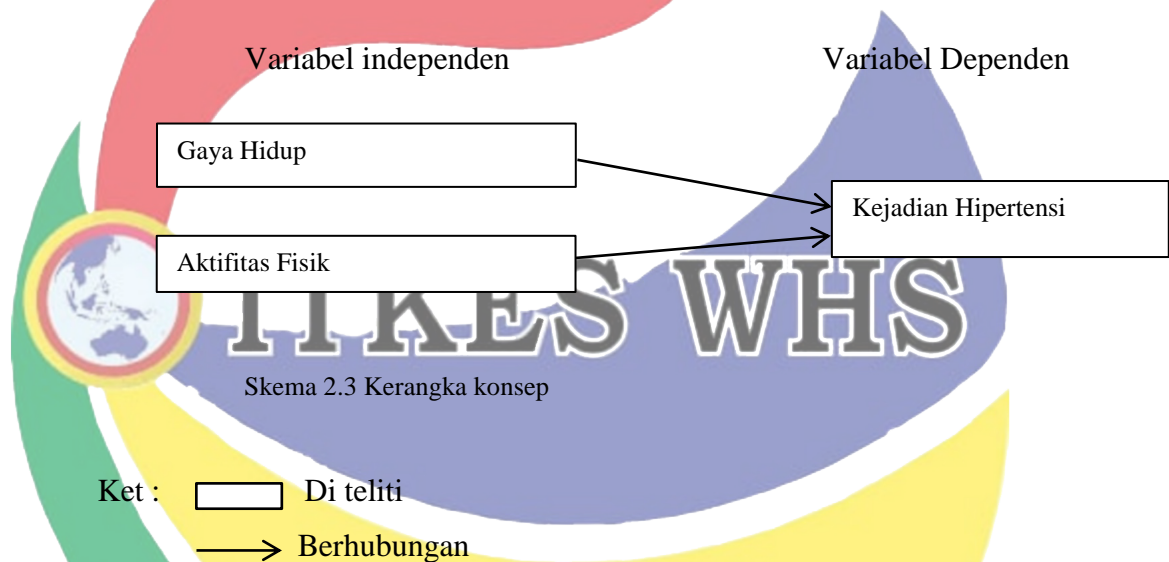 Variabel independen Variabel Dependen
Gaya Hidup
Kejadian Hipertensi
Aktifitas Fisik
ITKES WHS
Skema 2.3 Kerangka konsep
Ket : Di teliti
Berhubungan